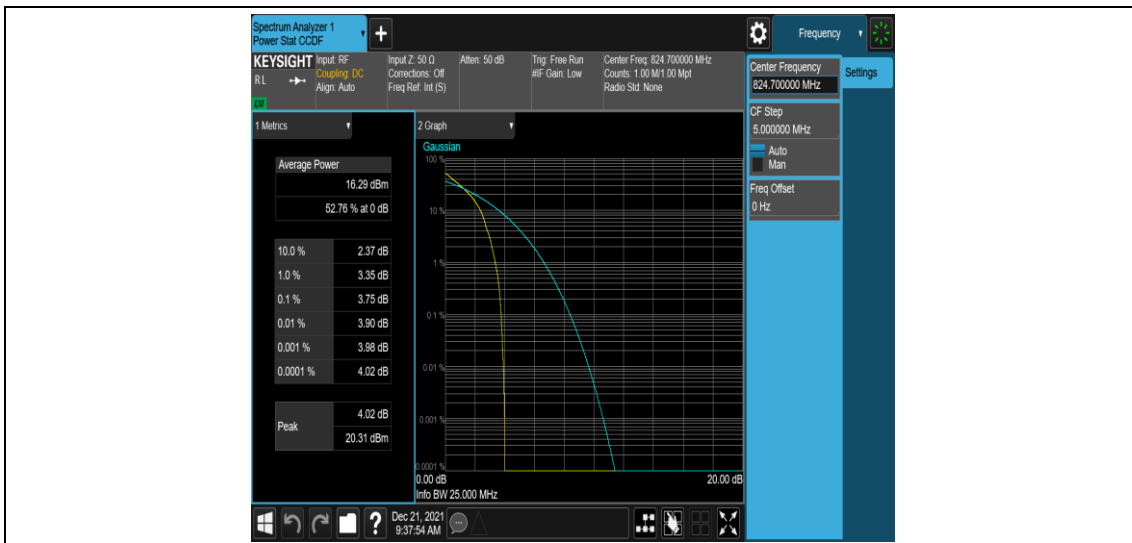 Spectrum Analyzer 1
Power Stat CCDF
+
Frequency
KEYSIGHT
R L
LXI
Input: RF
Coupling: DC
Align: Auto
Input Z: 50 Ω
Corrections: Off
Freq Ref: Int (S)
Atten: 50 dB
Trig: Free Run
#IF Gain: Low
Center Freq: 824.700000 MHz
Counts: 1.00 M/1.00 Mpt
Radio Std: None
Center Frequency
824.700000 MHz
Settings
CF Step
5.000000 MHz
Auto
Man
Freq Offset
0 Hz
1 Metrics
Average Power
16.29 dBm
52.76 % at 0 dB
10.0 % 2.37 dB
1.0 % 3.35 dB
0.1 % 3.75 dB
0.01 % 3.90 dB
0.001 % 3.98 dB
0.0001 % 4.02 dB
Peak
4.02 dB
20.31 dBm
2 Graph
Gaussian
100 %
10 %
1 %
0.1 %
0.01 %
0.001 %
0.0001 %
0.00 dB 20.00 dB
Info BW 25.000 MHz
?
Dec 21, 2021
9:37:54 AM